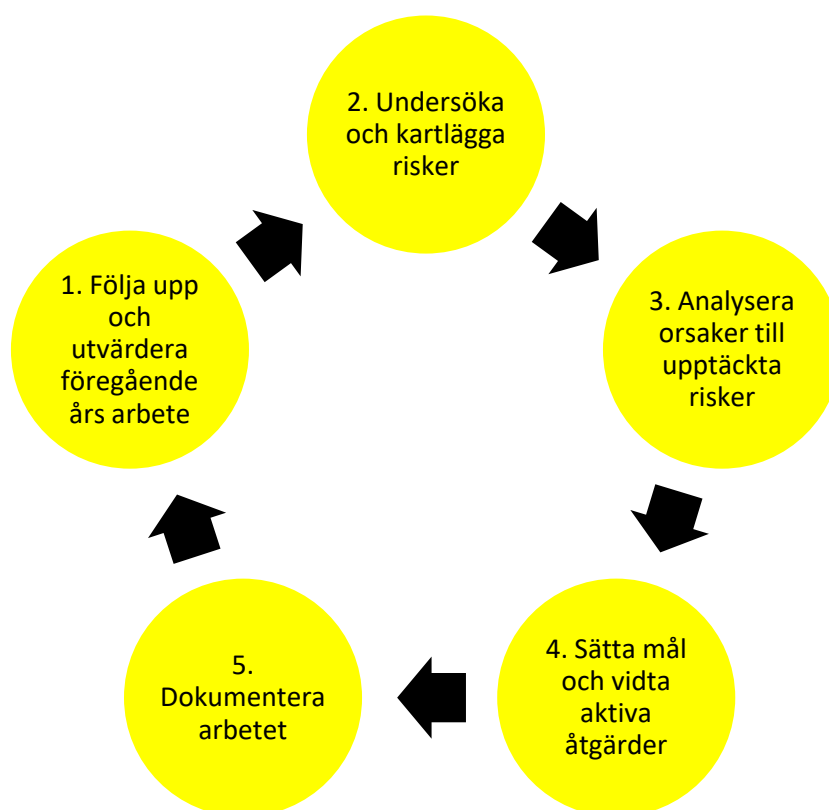 1. Följa upp
och
utvärdera
föregående
års arbete
2. Undersöka
och kartlägga
risker
3. Analysera
orsaker till
upptäckta
risker
4. Sätta mål
och vidta
aktiva
åtgärder
5.
Dokumentera
arbetet